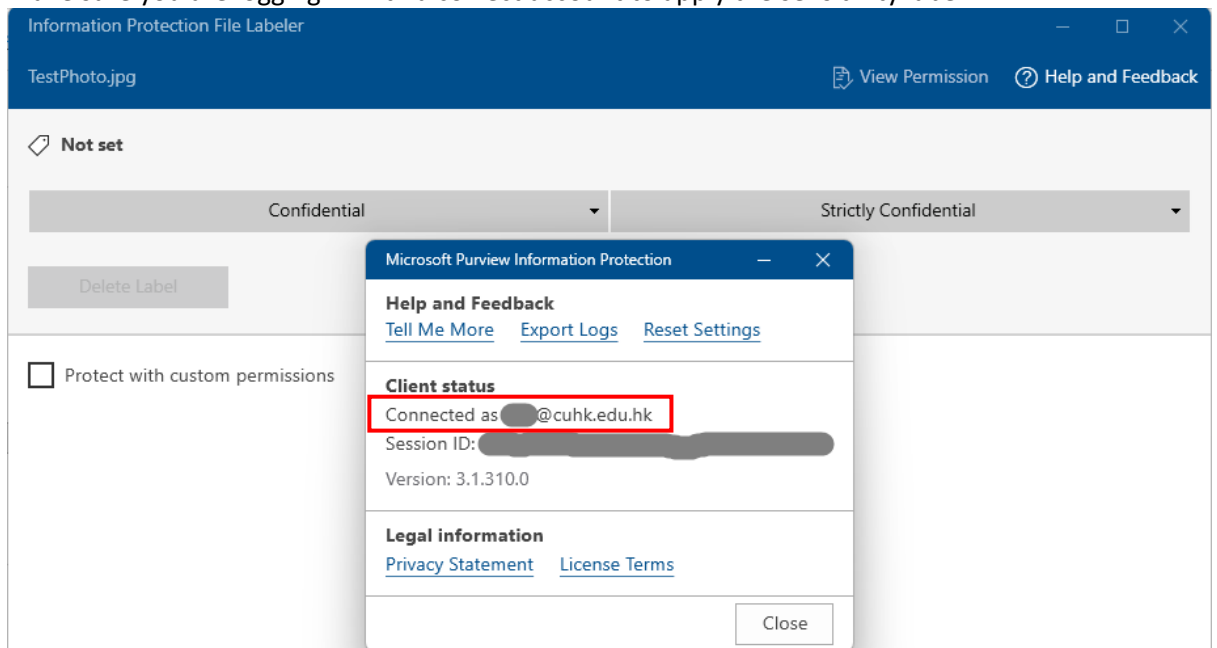 Information Protection File Labeler
TestPhoto.jpg View Permission Help and Feedback
Not set
Confidential Strictly Confidential
Delete Label
Protect with custom permissions
Microsoft Purview Information Protection
Help and Feedback
Tell Me More Export Logs Reset Settings
Client status
Connected as @cuhk.edu.hk
Session ID:
Version: 3.1.310.0
Legal information
Privacy Statement License Terms
Close